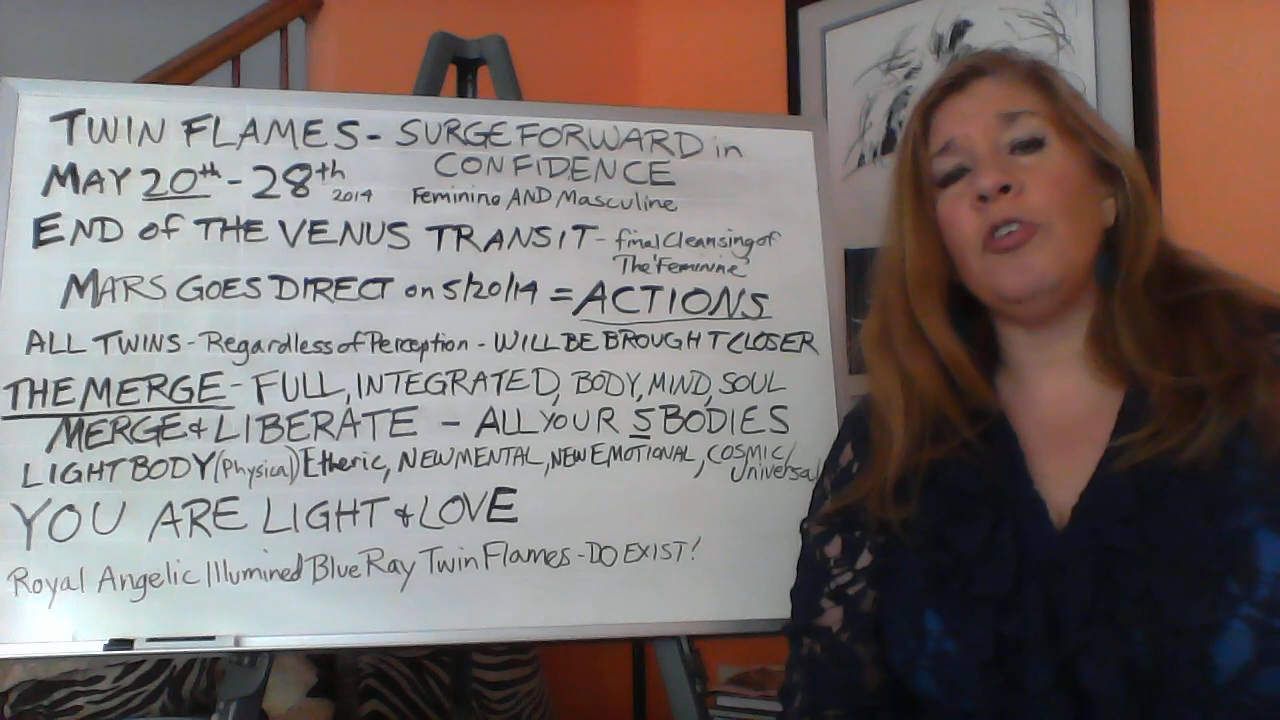 TWIN FLAMES - SURGE FORWARD in CONFIDENCE
MAY 20th - 28th 2014 Feminine AND Masculine
END of THE VENUS TRANSIT - final Cleansing of The 'Feminine'
MARS GOES DIRECT on 5/20/14 = ACTIONS
ALL TWINS - Regardless of Perception - WILL BE BROUGHT CLOSER
THE MERGE - FULL, INTEGRATED, BODY, MIND, SOUL
MERGE & LIBERATE - ALL YOUR 5 BODIES
LIGHT BODY (Physical) Etheric, NEW MENTAL, NEW EMOTIONAL, COSMIC/Universal
YOU ARE LIGHT & LOVE
Royal Angelic Illumined Blue Ray Twin Flames - DO EXIST!